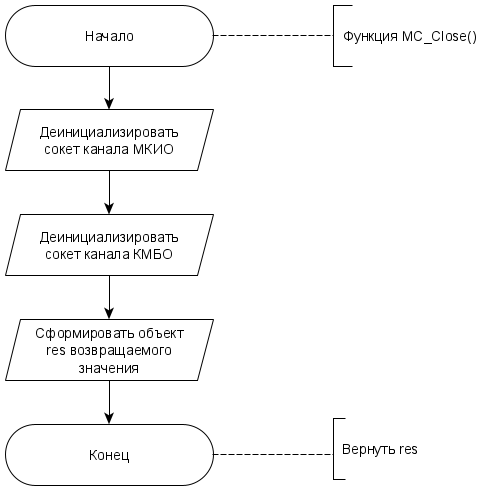 Начало
Функция MC_Close()
Деинициализировать
сокет канала МКИО
Деинициализировать
сокет канала КМБО
Сформировать объект
res возвращаемого
значения
Конец
Вернуть res